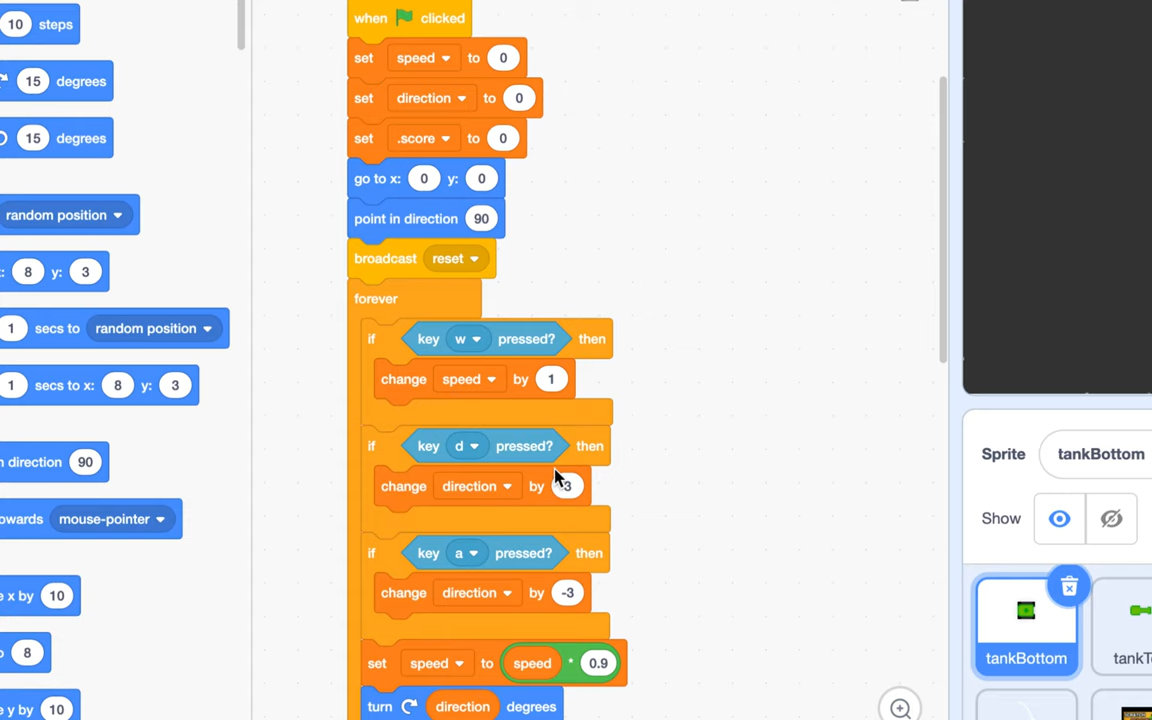 10 steps
15 degrees
15 degrees
random position
8 y: 3
1 secs to random position
1 secs to x: 8 y: 3
direction 90
mouse-pointer
x by 10
8
y by 10
when clicked
set speed to 0
set direction to 0
set .score to 0
go to x: 0 y: 0
point in direction 90
broadcast reset
forever
if key w pressed? then
change speed by 1
if key d pressed? then
change direction by 3
if key a pressed? then
change direction by -3
set speed to speed * 0.9
turn direction degrees
Sprite tankBottom
Show
tankBottom